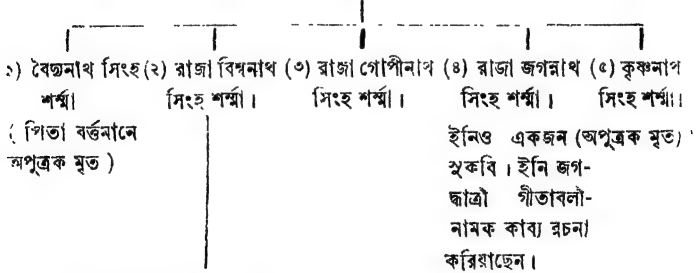 ১) বৈদ্যনাথ সিংহ (২) রাজা বিশ্বনাথ (৩) রাজা গোপীনাথ (৪) রাজা জগন্নাথ (৫) কৃষ্ণনাথ
শর্ম্মা সিংহ শর্ম্মা। সিংহ শর্ম্মা। সিংহ শর্ম্মা। সিংহ শর্ম্মা।
( পিতা বর্ত্তমানে ইনিও একজন (অপুত্রক মৃত)
অপুত্রক মৃত ) সুকবি। ইনি জগ-
দ্ধাত্রী গীতাবলী-
নামক কাব্য রচনা
করিয়াছেন।